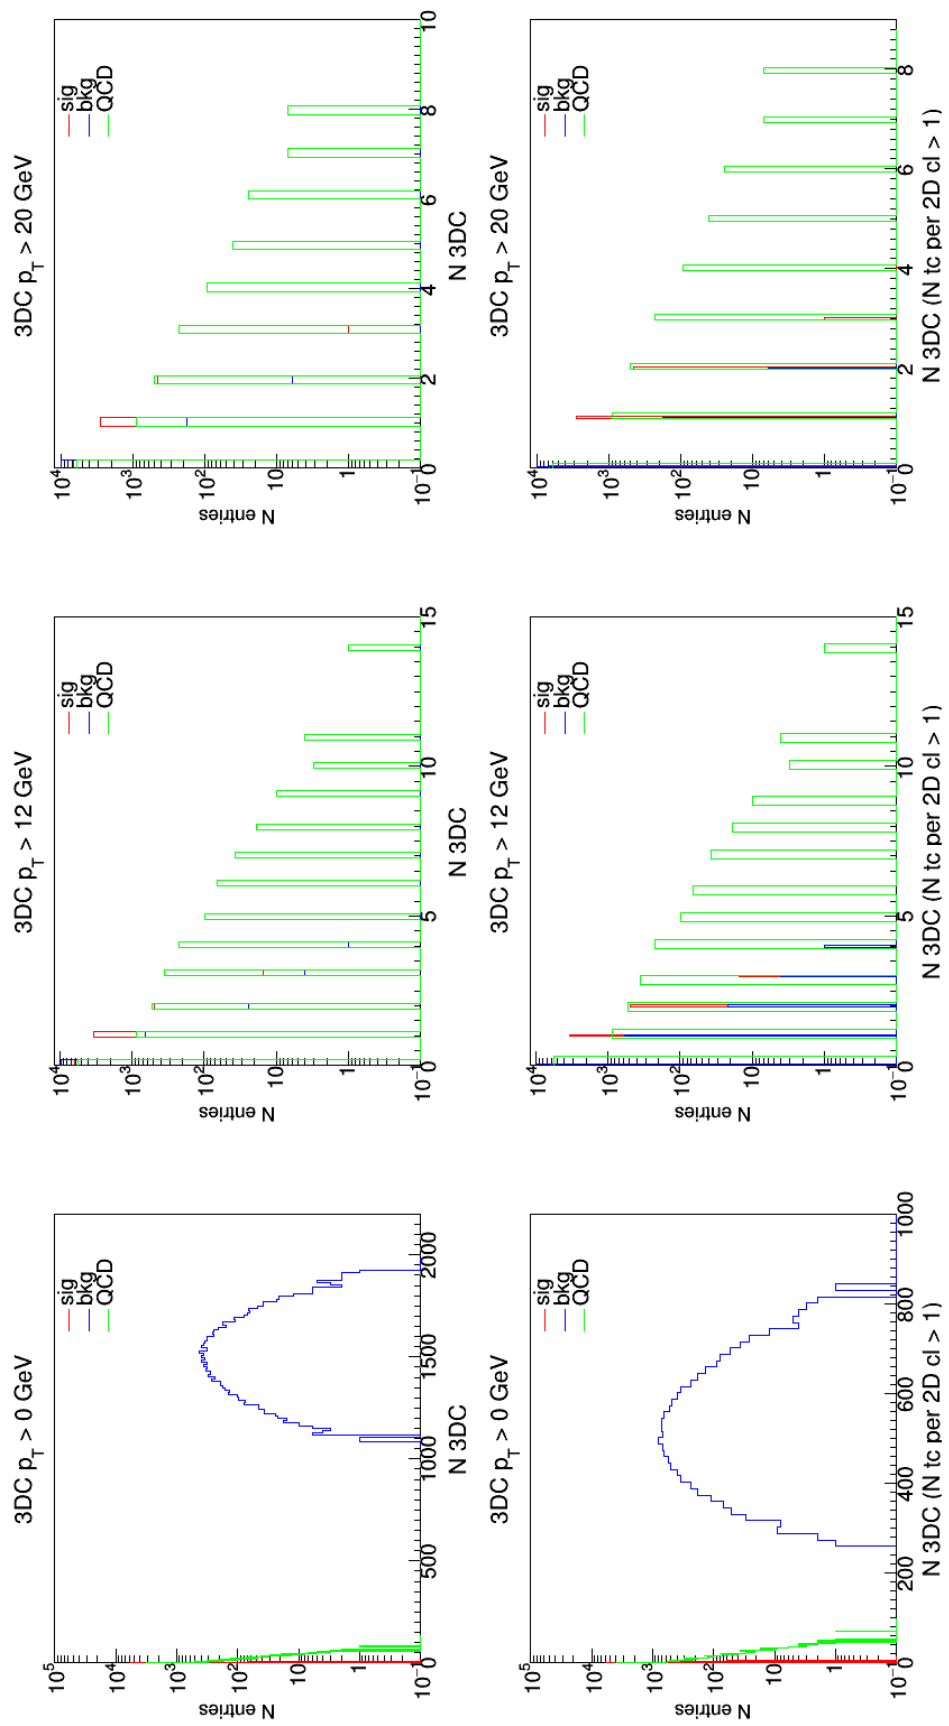 3DC pT > 0 GeV
N entries
10^5
10^4
10^3
10^2
10
1
10^-1
sig
bkg
QCD
0
500
1000
1500
2000
N 3DC
3DC pT > 12 GeV
N entries
10^4
10^3
10^2
10
1
10^-1
sig
bkg
QCD
0
5
10
15
N 3DC
3DC pT > 20 GeV
N entries
10^4
10^3
10^2
10
1
10^-1
sig
bkg
QCD
0
2
4
6
8
10
N 3DC
3DC pT > 0 GeV
N entries
10^5
10^4
10^3
10^2
10
1
10^-1
sig
bkg
QCD
0
200
400
600
800
1000
N 3DC (N tc per 2D cl > 1)
3DC pT > 12 GeV
N entries
10^4
10^3
10^2
10
1
10^-1
sig
bkg
QCD
0
5
10
15
N 3DC (N tc per 2D cl > 1)
3DC pT > 20 GeV
N entries
10^4
10^3
10^2
10
1
10^-1
sig
bkg
QCD
0
2
4
6
8
N 3DC (N tc per 2D cl > 1)